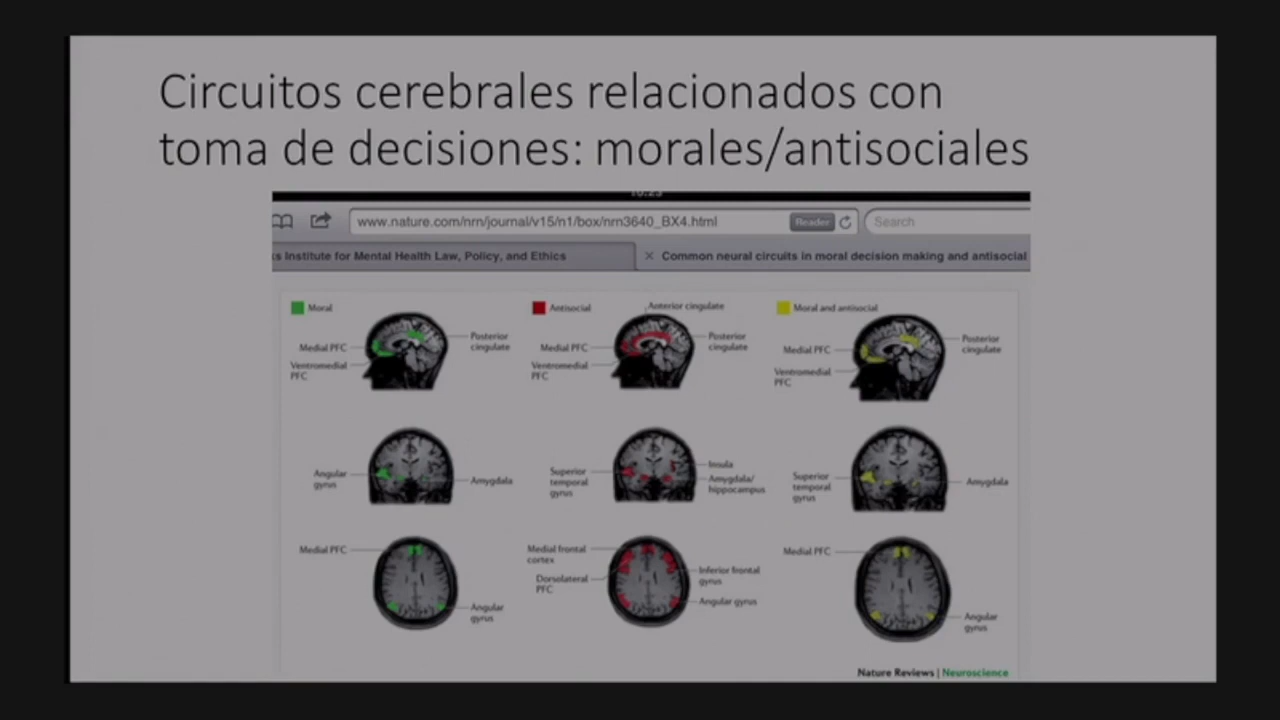 Circuitos cerebrales relacionados con
toma de decisiones: morales/antisociales
www.nature.com/nrn/journal/v15/n1/box/nrn3640_BX4.html
Reader
Search
s Institute for Mental Health Law, Policy, and Ethics
Common neural circuits in moral decision making and antisocial
Moral
Medial PFC
Ventromedial
PFC
Posterior
cingulate
Antisocial
Anterior cingulate
Medial PFC
Ventromedial
PFC
Posterior
cingulate
Moral and antisocial
Medial PFC
Ventromedial
PFC
Posterior
cingulate
Angular
gyrus
Amygdala
Superior
temporal
gyrus
Insula
Amygdala/
hippocampus
Superior
temporal
gyrus
Amygdala
Medial PFC
Angular
gyrus
Medial frontal
cortex
Dorsolateral
PFC
Inferior frontal
gyrus
Angular gyrus
Medial PFC
Angular
gyrus
Nature Reviews | Neuroscience